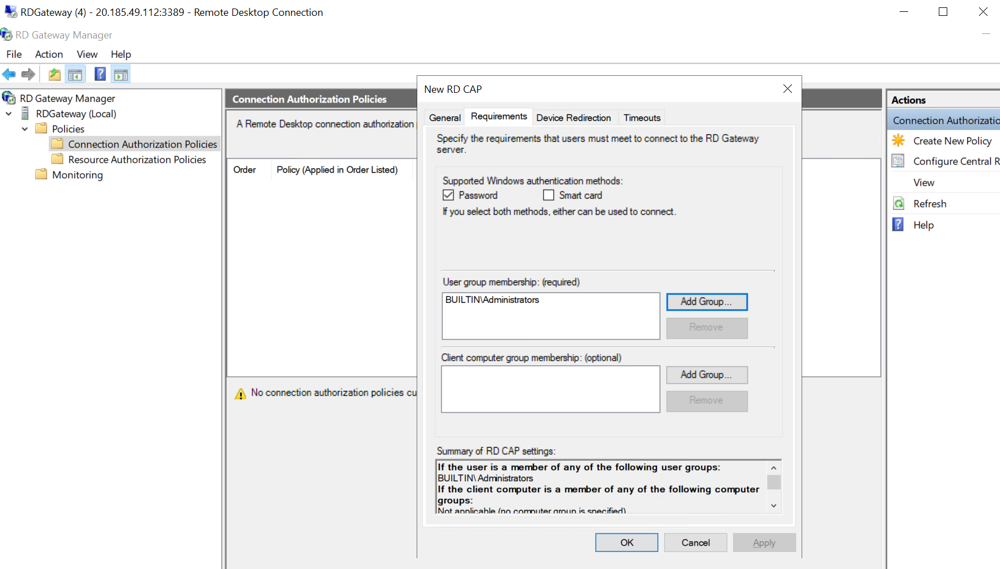 RDGateway (4) - 20.185.49.112:3389 - Remote Desktop Connection
RD Gateway Manager
File Action View Help
RD Gateway Manager
RDGateway (Local)
Policies
Connection Authorization Policies
Resource Authorization Policies
Monitoring
Connection Authorization Policies
A Remote Desktop connection authorization
Order Policy (Applied in Order Listed)
No connection authorization policies cu
New RD CAP
General Requirements Device Redirection Timeouts
Specify the requirements that users must meet to connect to the RD Gateway
server.
Supported Windows authentication methods:
Password Smart card
If you select both methods, either can be used to connect.
User group membership: (required)
BUILTIN\Administrators
Add Group...
Remove
Client computer group membership: (optional)
Add Group...
Remove
Summary of RD CAP settings:
If the user is a member of any of the following user groups:
BUILTIN\Administrators
If the client computer is a member of any of the following computer
groups:
Not applicable (no computer group is specified)
OK Cancel Apply
Actions
Connection Authorizatio
Create New Policy
Configure Central R
View
Refresh
Help